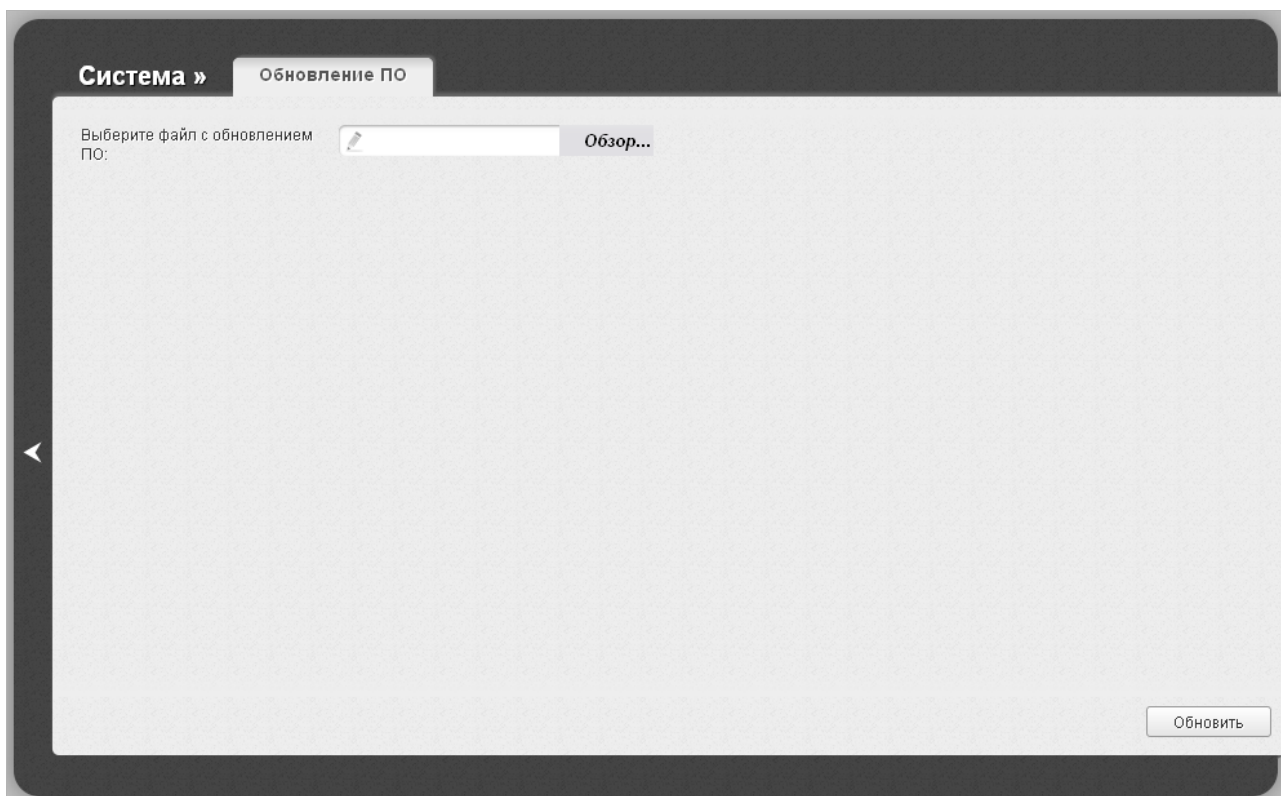 Система » Обновление ПО
Выберите файл с обновлением
ПО:
Обзор...
Обновить